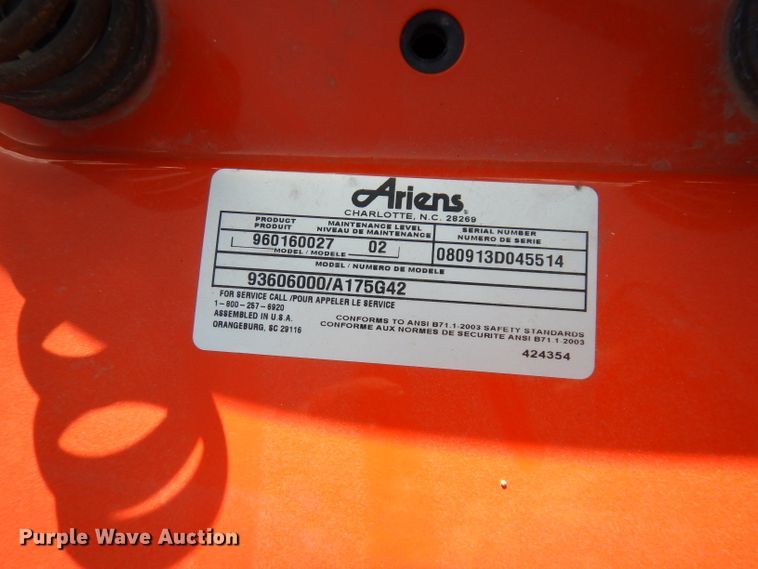 Ariens
CHARLOTTE, N.C. 28269
PRODUCT MAINTENANCE LEVEL SERIAL NUMBER
PRODUIT NIVEAU DE MAINTENANCE NUMERO DE SERIE
960160027 02 080913D045514
MODEL / MODELE
MODEL / NUMERO DE MODELE
93606000/A175G42
FOR SERVICE CALL /POUR APPELER LE SERVICE
1-800-257-6920
ASSEMBLED IN U.S.A.
ORANGEBURG, SC 29116
CONFORMS TO ANSI B71.1-2003 SAFETY STANDARDS
CONFORME AUX NORMES DE SECURITE ANSI B71.1-2003
424354
Purple Wave Auction